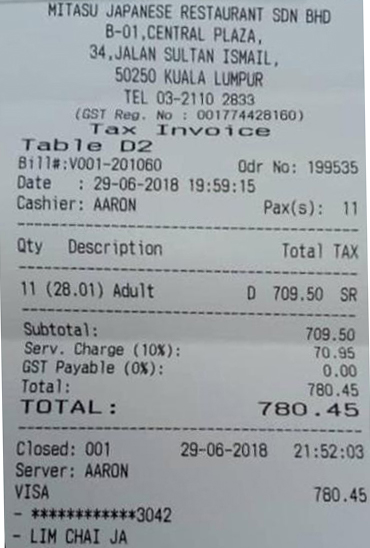 MITASU JAPANESE RESTAURANT SDN BHD
B-01,CENTRAL PLAZA,
34,JALAN SULTAN ISMAIL,
50250 KUALA LUMPUR
TEL 03-2110 2833
(GST Reg. No : 001774428160)
Tax Invoice
Table D2
Bill#:V001-201060 Odr No: 199535
Date : 29-06-2018 19:59:15
Cashier: AARON Pax(s): 11
Qty Description Total TAX
11 (28.01) Adult D 709.50 SR
Subtotal: 709.50
Serv. Charge (10%): 70.95
GST Payable (0%): 0.00
Total: 780.45
TOTAL: 780.45
Closed: 001 29-06-2018 21:52:03
Server: AARON
VISA 780.45
- ************3042
- LIM CHAI JA